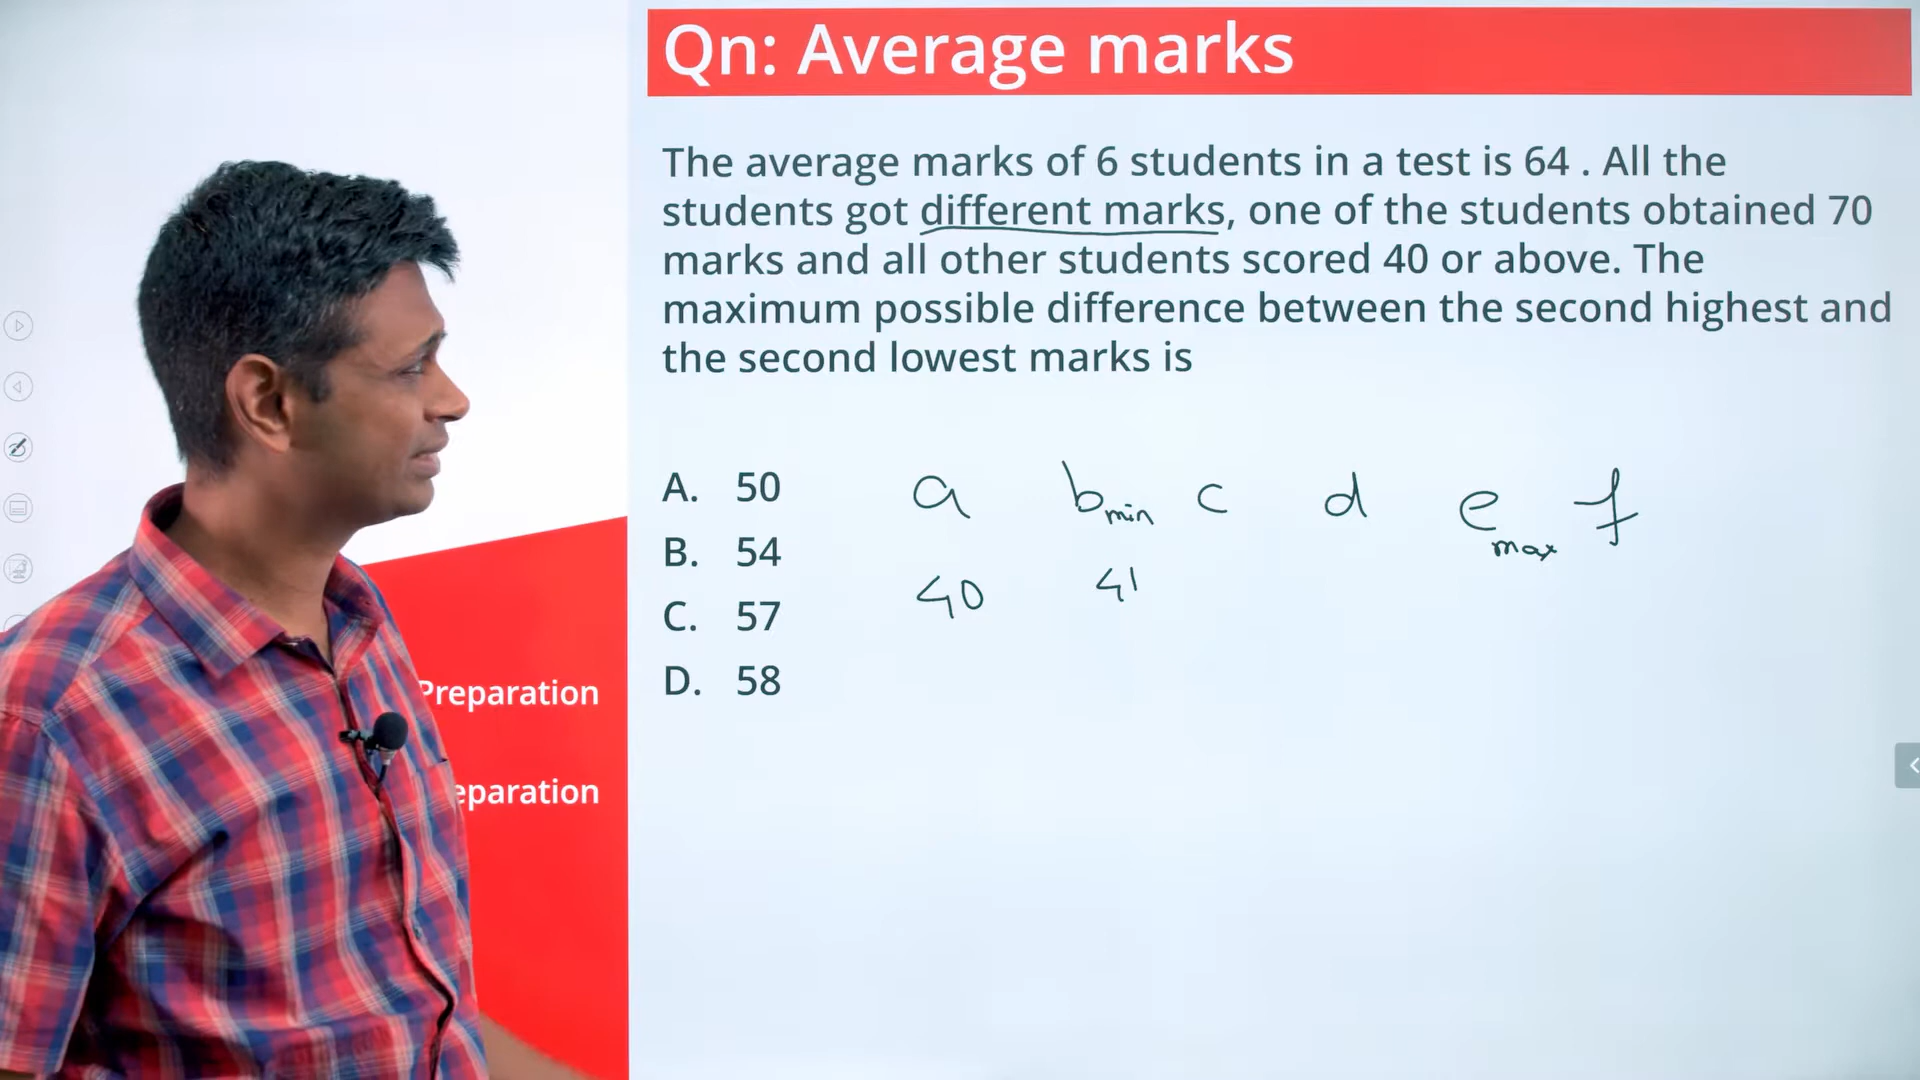 Qn: Average marks
The average marks of 6 students in a test is 64 . All the
students got different marks, one of the students obtained 70
marks and all other students scored 40 or above. The
maximum possible difference between the second highest and
the second lowest marks is
A. 50
B. 54
C. 57
D. 58
a b min c d e max f
40 41
Preparation
eparation